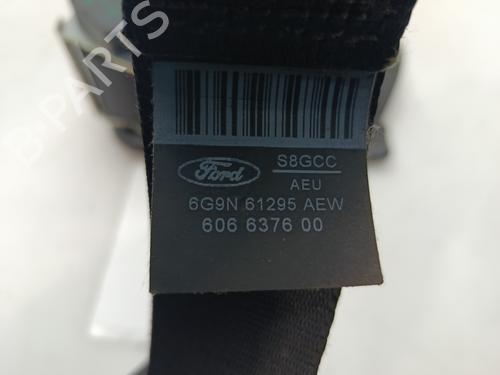 B-PARTS
Ford
S8GCC
AEU
6G9N 61295 AEW
606 6376 00